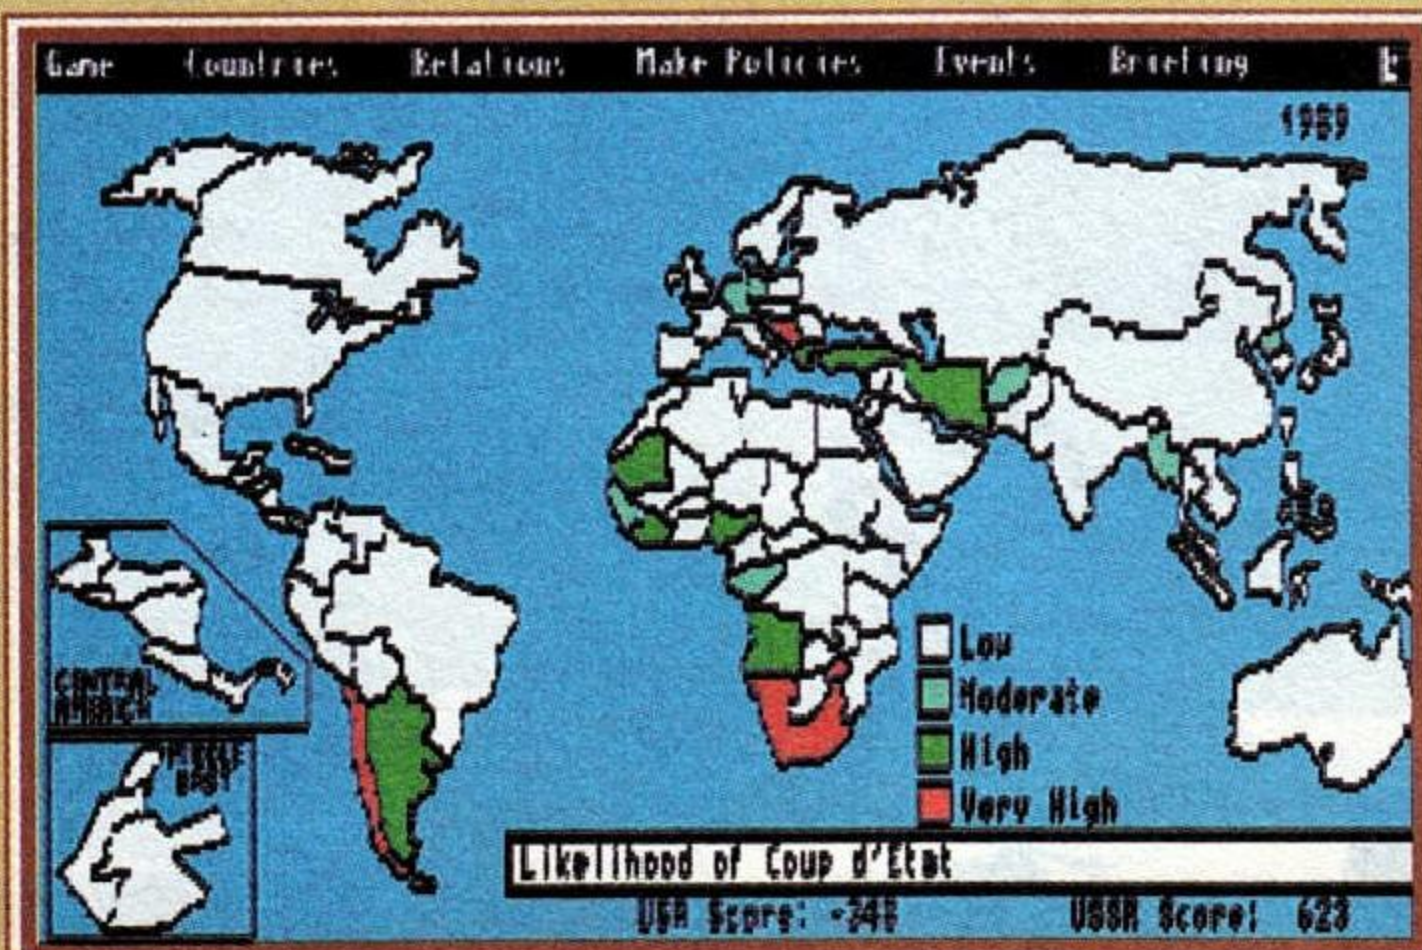 Game Countries Relations Make Policies Events Briefing
1989
Low
Moderate
High
Very High
CENTRAL
AMERICA
MIDDLE
EAST
Likelihood of Coup d'Etat
USA Score: -348 USSR Score: 623